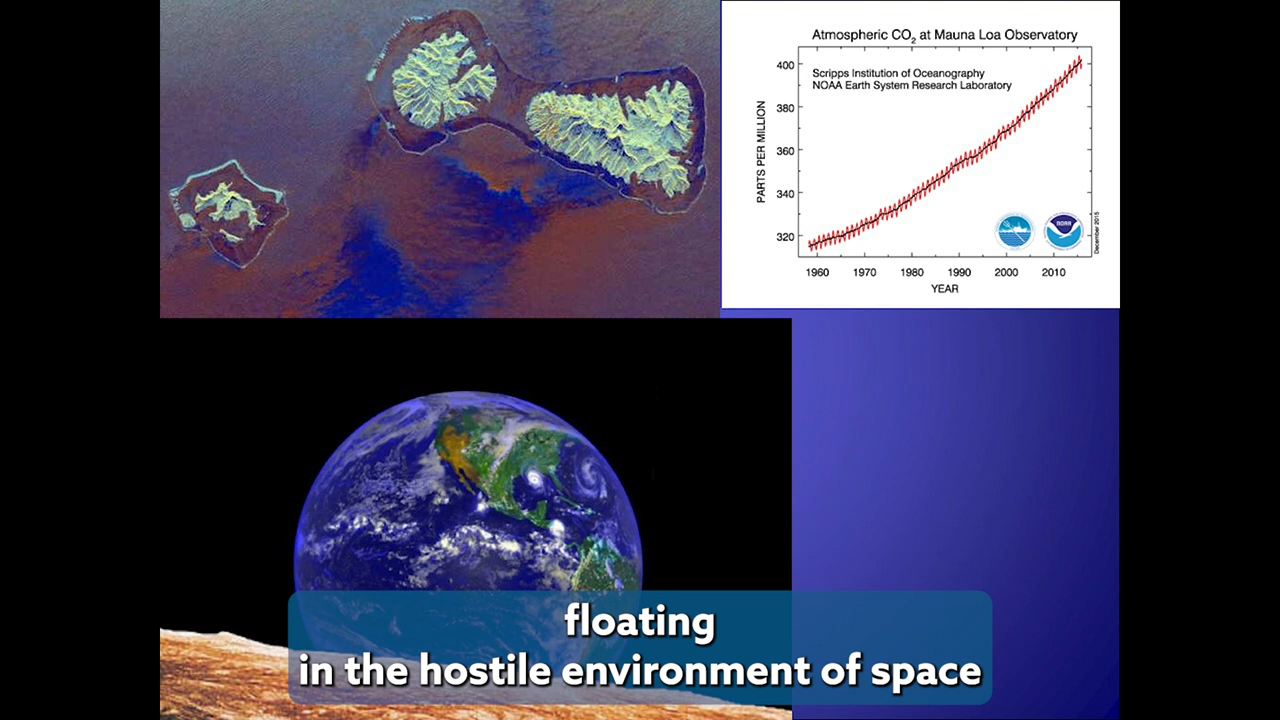 Atmospheric CO₂ at Mauna Loa Observatory
Scripps Institution of Oceanography
NOAA Earth System Research Laboratory
PARTS PER MILLION
400
380
360
340
320
1960 1970 1980 1990 2000 2010
YEAR
NOAA
December 2015
floating
in the hostile environment of space